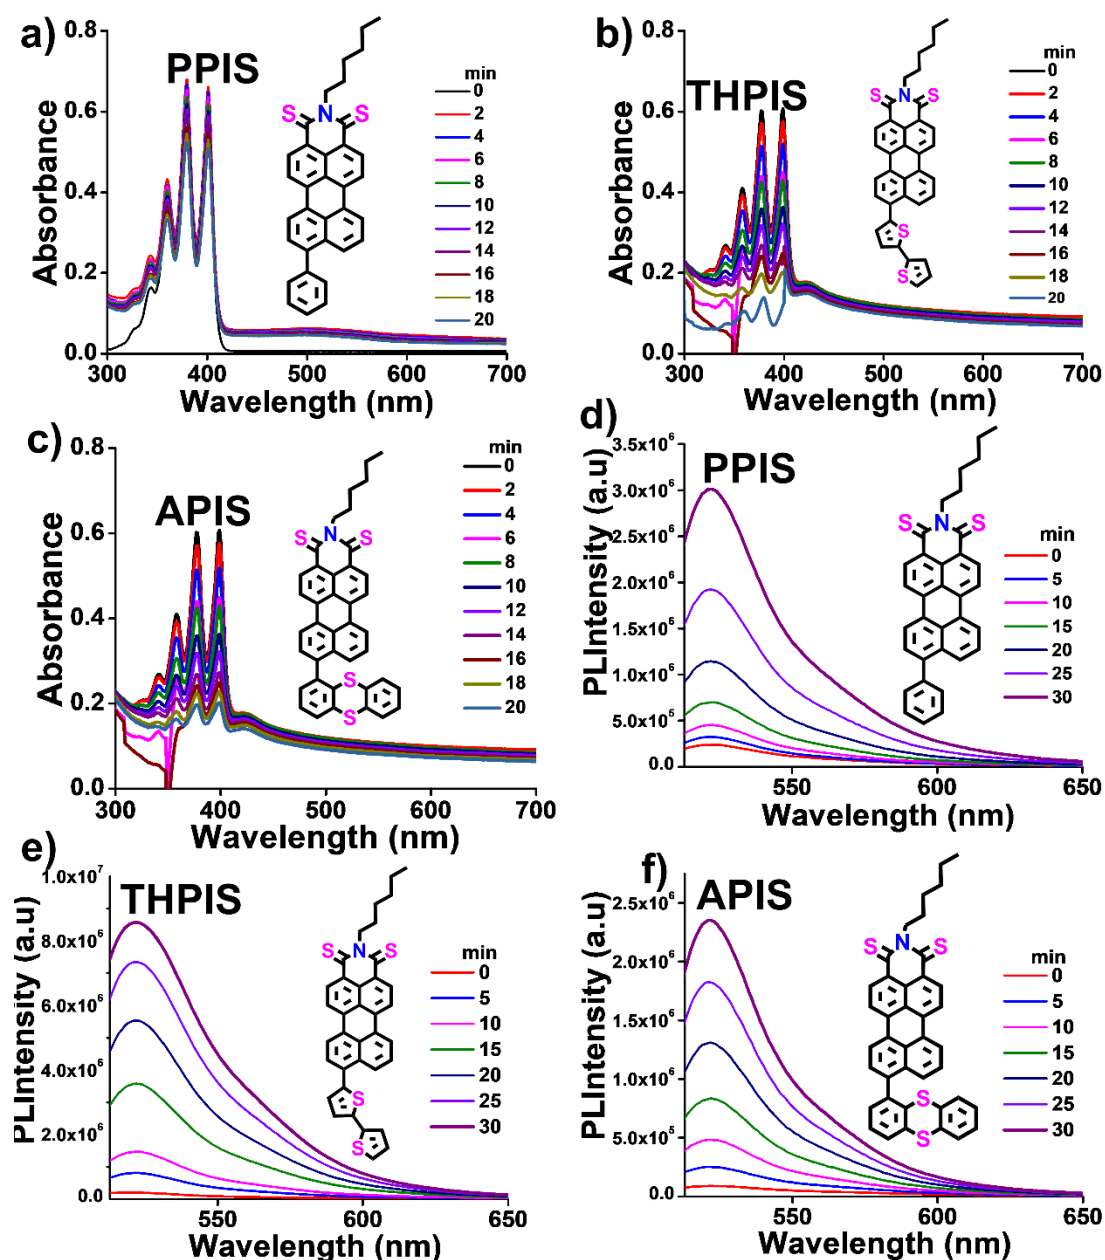 a)
PPIS
S
N
S
min
0
2
4
6
8
10
12
14
16
18
20
0.8
0.6
0.4
0.2
0.0
Absorbance
300
400
500
600
700
Wavelength (nm)
b)
THPIS
S
N
S
S
S
min
0
2
4
6
8
10
12
14
16
18
20
0.8
0.6
0.4
0.2
0.0
Absorbance
300
400
500
600
700
Wavelength (nm)
c)
APIS
S
N
S
S
S
min
0
2
4
6
8
10
12
14
16
18
20
0.8
0.6
0.4
0.2
0.0
Absorbance
300
400
500
600
700
Wavelength (nm)
d)
PPIS
S
N
S
min
0
5
10
15
20
25
30
3.5x10⁶
3.0x10⁶
2.5x10⁶
2.0x10⁶
1.5x10⁶
1.0x10⁶
5.0x10⁵
0.0
PLIntensity (a.u)
550
600
650
Wavelength (nm)
e)
THPIS
S
N
S
S
S
min
0
5
10
15
20
25
30
1.0x10⁷
8.0x10⁶
6.0x10⁶
4.0x10⁶
2.0x10⁶
0.0
PLIntensity (a.u)
550
600
650
Wavelength (nm)
f)
APIS
S
N
S
S
S
min
0
5
10
15
20
25
30
2.5x10⁶
2.0x10⁶
1.5x10⁶
1.0x10⁶
5.0x10⁵
0.0
PLIntensity (a.u)
550
600
650
Wavelength (nm)